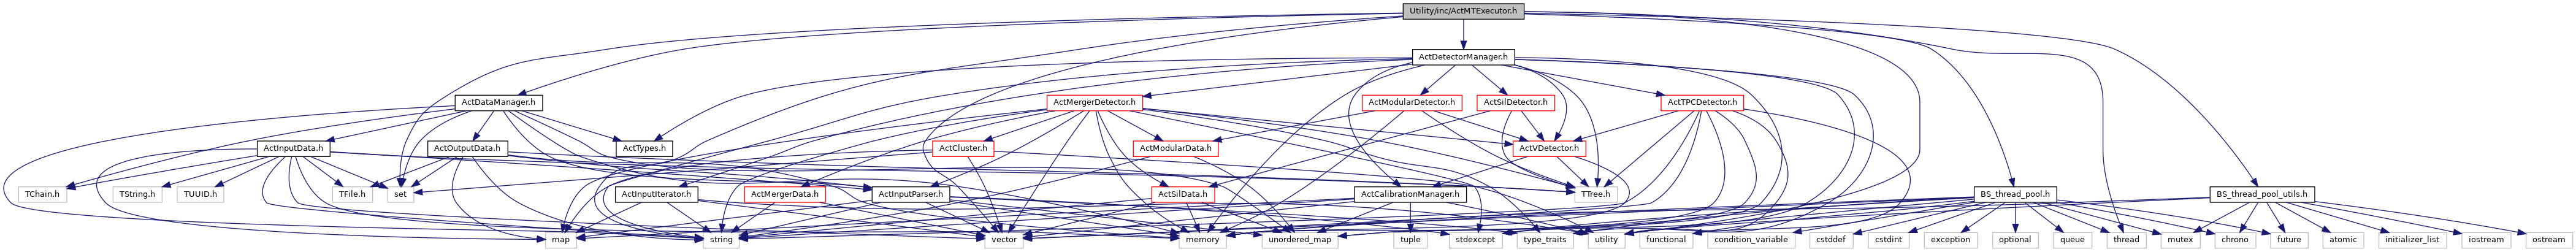 Utility/inc/ActMTExecutor.h
ActDetectorManager.h
ActDataManager.h
ActMergerDetector.h
ActModularDetector.h
ActSilDetector.h
ActTPCDetector.h
ActInputData.h
ActOutputData.h
ActTypes.h
ActCluster.h
ActModularData.h
ActVDetector.h
TChain.h
TString.h
TUUID.h
TFile.h
set
ActInputIterator.h
ActMergerData.h
ActInputParser.h
ActSilData.h
ActCalibrationManager.h
TTree.h
BS_thread_pool.h
BS_thread_pool_utils.h
map
string
vector
memory
unordered_map
tuple
stdexcept
type_traits
utility
functional
condition_variable
cstddef
cstdint
exception
optional
queue
thread
mutex
chrono
future
atomic
initializer_list
iostream
ostream